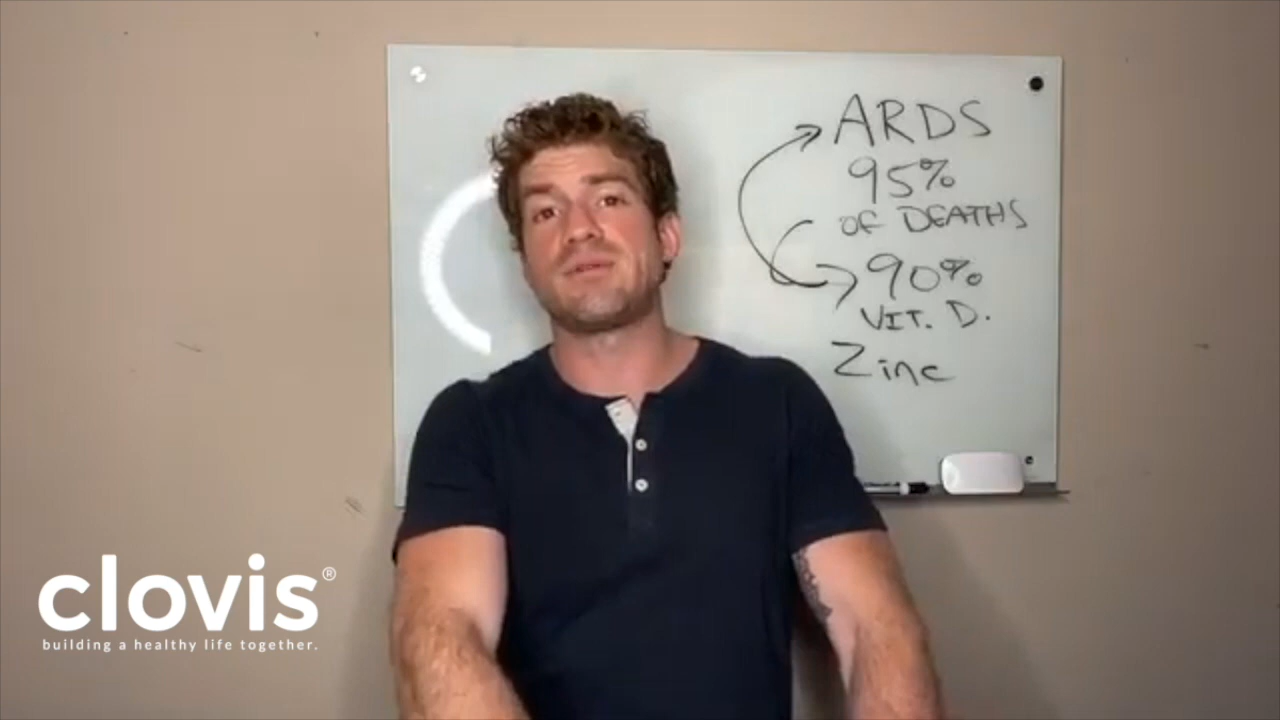 ARDS
95%
OF DEATHS
90%
VIT. D.
Zinc
clovis®
building a healthy life together.